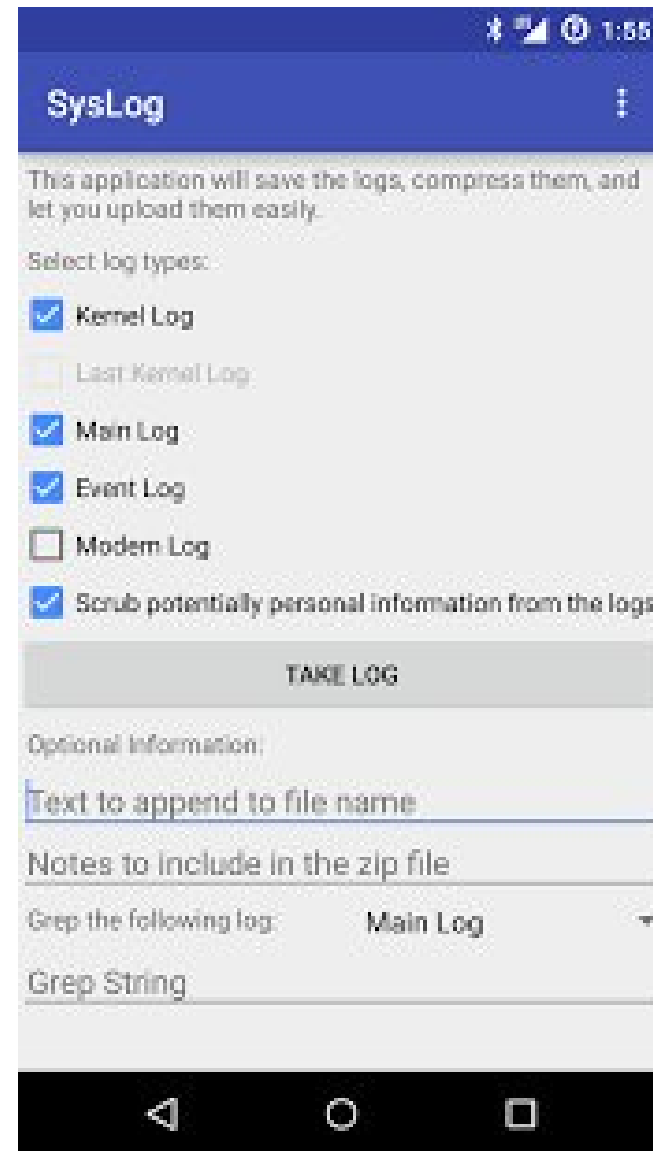 1:55
SysLog
This application will save the logs, compress them, and
let you upload them easily.
Select log types:
Kernel Log
Last Kernel Log
Main Log
Event Log
Modem Log
Scrub potentially personal information from the logs
TAKE LOG
Optional Information:
Text to append to file name
Notes to include in the zip file
Grep the following log: Main Log
Grep String